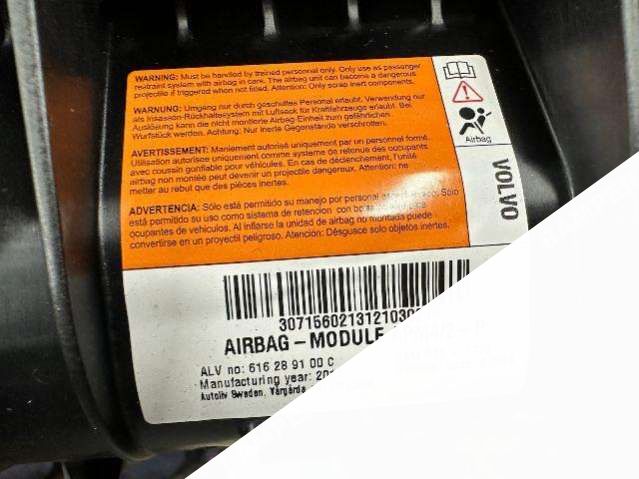 WARNING: Must be handled by trained personnel only. Only use as passenger
restraint system with airbag in cars. The airbag unit can become a dangerous
projectile if triggered when not fitted. Attention: Only scrap inert components.
WARNUNG: Umgang nur durch geschultes Personal erlaubt. Verwendung nur
als Insassen-Rückhaltesystem mit Luftsack für Kraftfahrzeuge erlaubt. Bei
Auslösung kann die nicht montierte Airbag Einheit zum gefährlichen
Wurfstück werden. Achtung: Nur inerte Gegenstände verschrotten.
AVERTISSEMENT: Maniement autorisé uniquement par un personnel formé.
Utilisation autorisée uniquement comme système de retenue des occupants
avec coussin gonflable pour véhicules. En cas de déclenchement, l'unité
airbag non montée peut devenir un projectile dangereux. Attention: ne
mettre au rebut que des pièces inertes.
ADVERTENCIA: Sólo está permitido su manejo por personal Sólo
está permitido su uso como sistema de retención con
ocupantes de vehículos. Al inflarse la unidad de airbag no montada puede
convertirse en un proyectil peligroso. Atención: Désguace solo objetos inertes.
Airbag
VOLVO
307156021312103
AIRBAG - MODULE
ALV no: 616 28 91 00 C
Manufacturing year: 20
Autoliv Sweden, Vårgårda